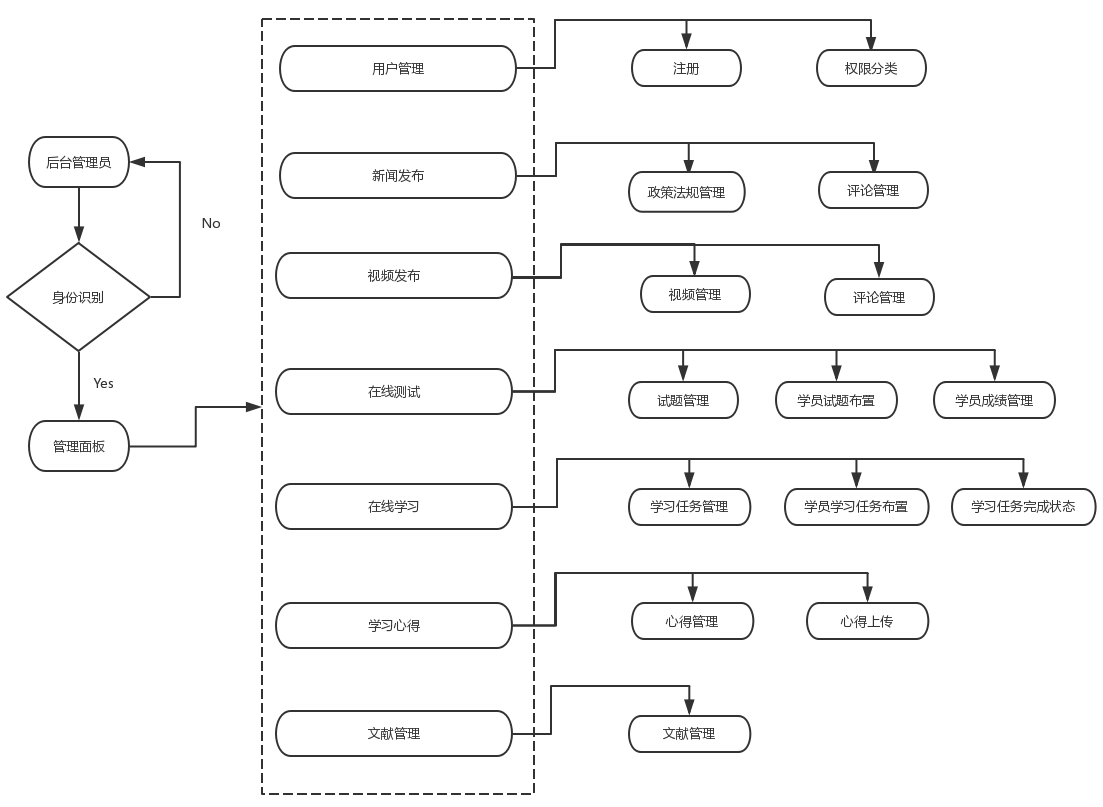 用户管理
注册
权限分类
后台管理员
新闻发布
政策法规管理
评论管理
No
身份识别
视频发布
视频管理
评论管理
Yes
在线测试
试题管理
学员试题布置
学员成绩管理
管理面板
在线学习
学习任务管理
学员学习任务布置
学习任务完成状态
学习心得
心得管理
心得上传
文献管理
文献管理